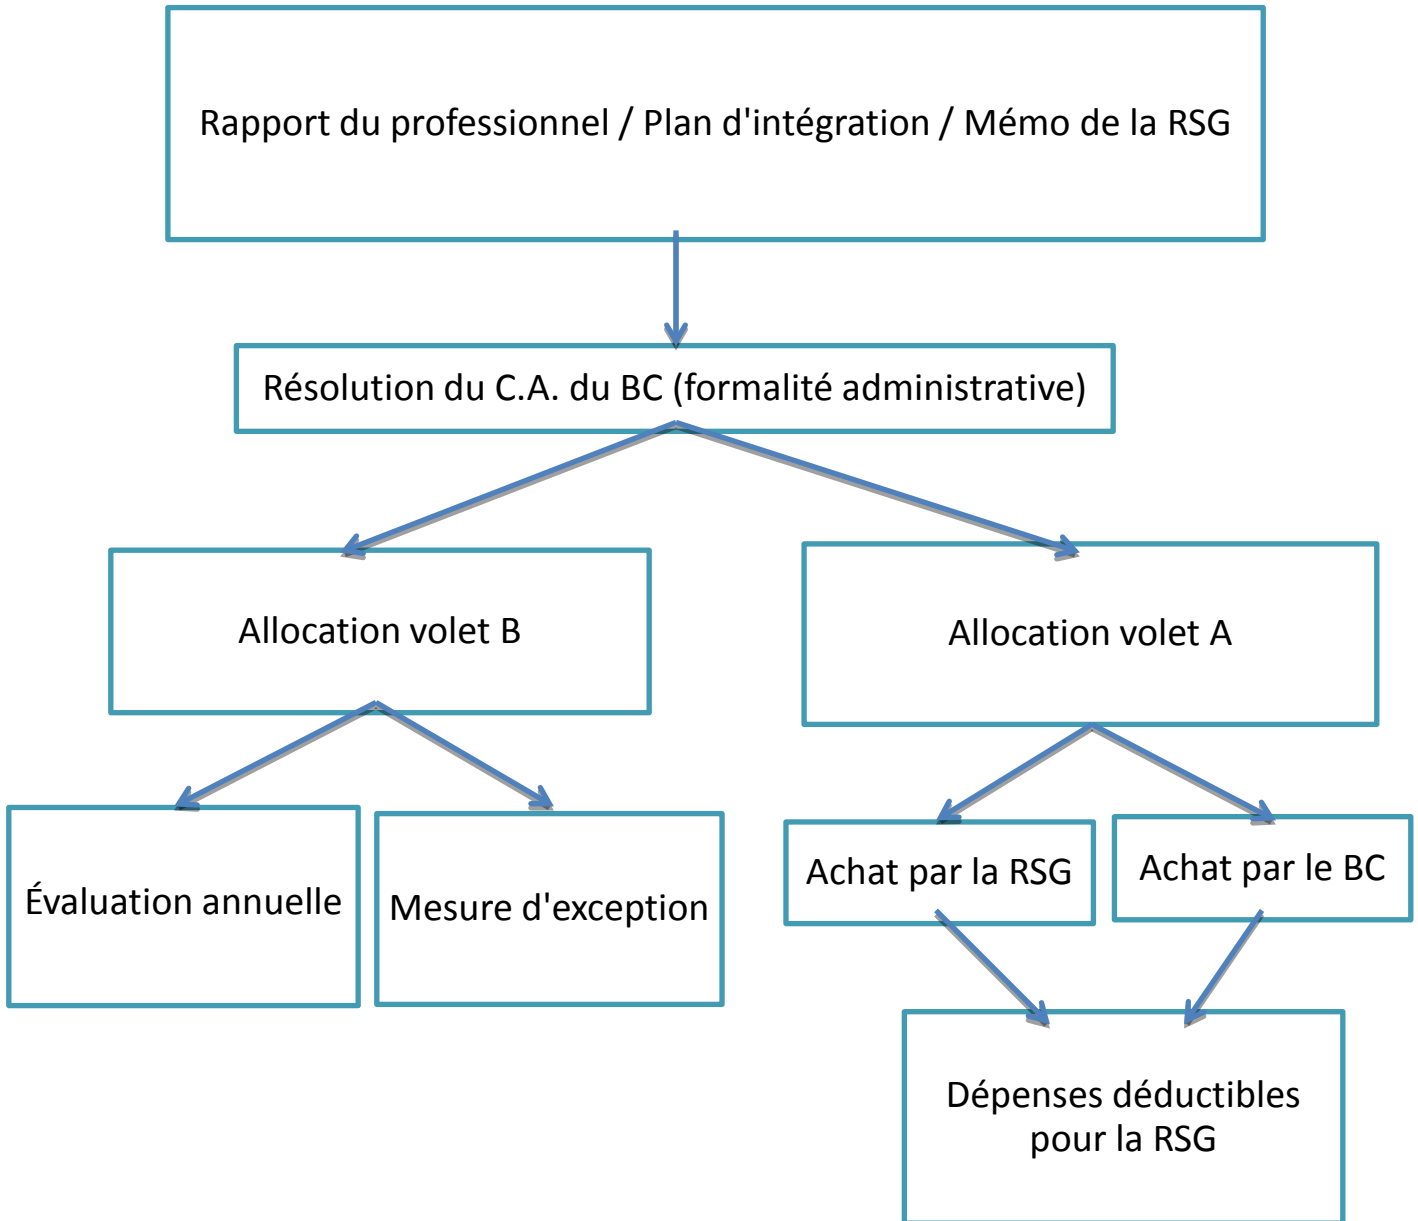 Rapport du professionnel / Plan d'intégration / Mémo de la RSG
Résolution du C.A. du BC (formalité administrative)
Allocation volet B
Allocation volet A
Évaluation annuelle
Mesure d'exception
Achat par la RSG
Achat par le BC
Dépenses déductibles
pour la RSG